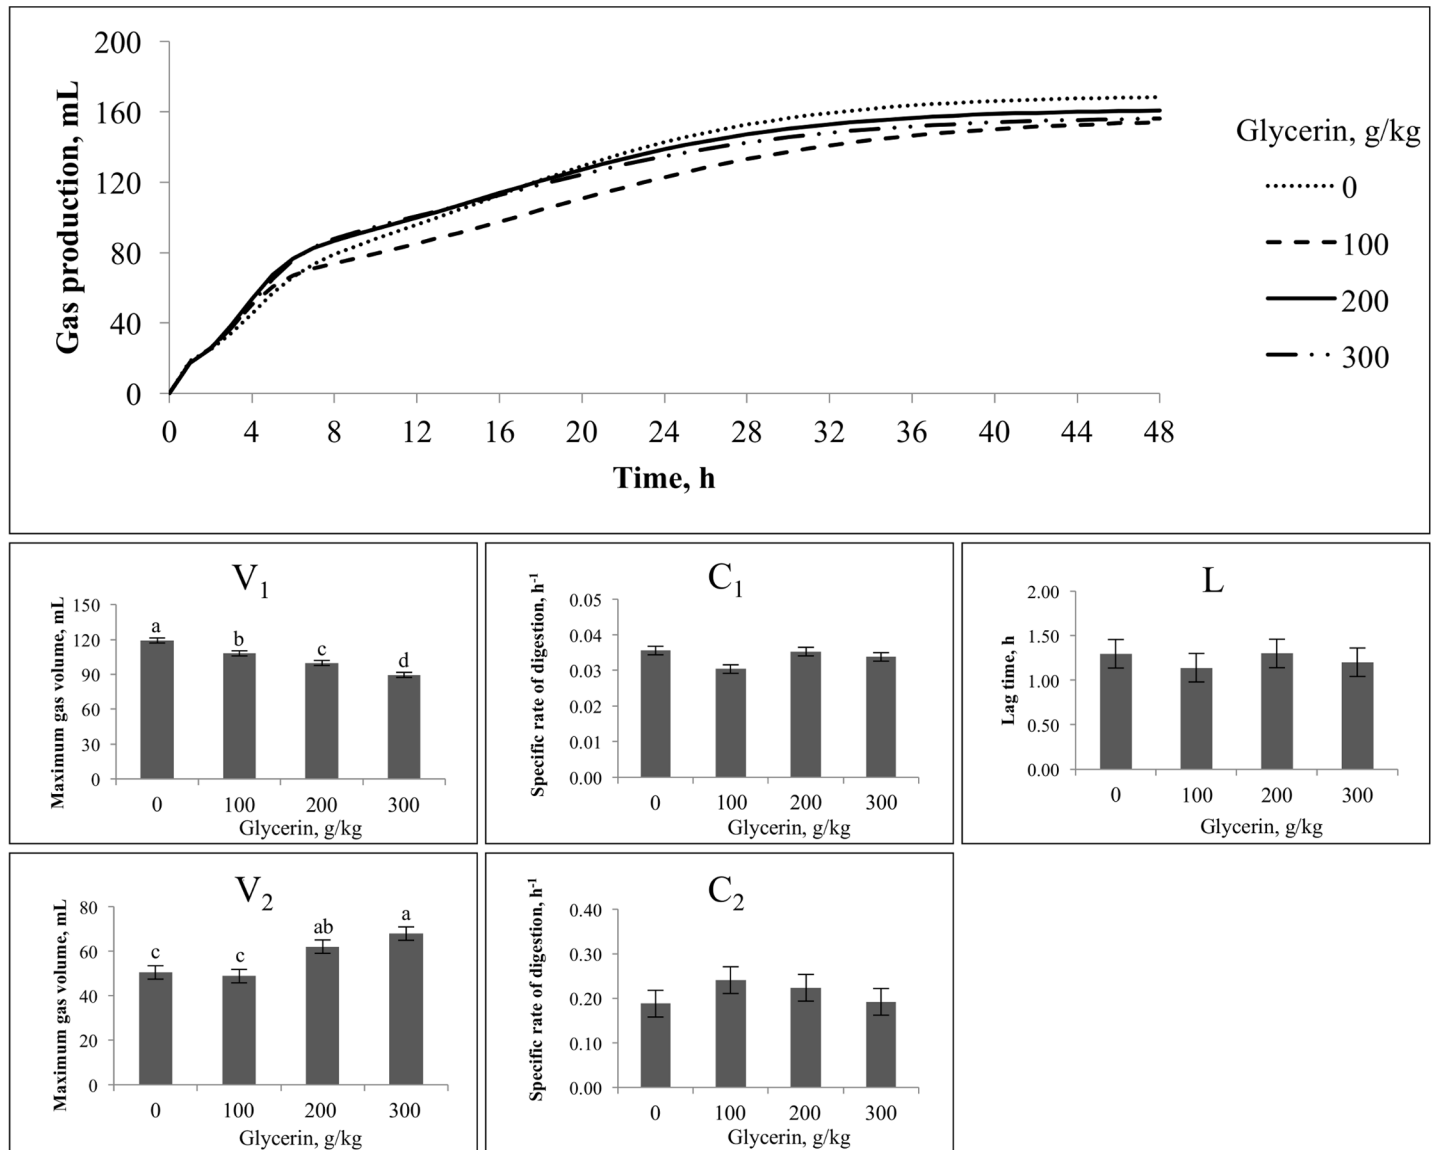 200
160
120
80
40
0
Gas production, mL
0 4 8 12 16 20 24 28 32 36 40 44 48
Time, h
Glycerin, g/kg
0
100
200
300
V1
Maximum gas volume, mL
150
120
90
60
30
0
a b c d
0 100 200 300
Glycerin, g/kg
C1
Specific rate of digestion, h-1
0.05
0.04
0.03
0.02
0.01
0.00
0 100 200 300
Glycerin, g/kg
L
Lag time, h
2.00
1.50
1.00
0.50
0.00
0 100 200 300
Glycerin, g/kg
V2
Maximum gas volume, mL
80
60
40
20
0
c c ab a
0 100 200 300
Glycerin, g/kg
C2
Specific rate of digestion, h-1
0.40
0.30
0.20
0.10
0.00
0 100 200 300
Glycerin, g/kg